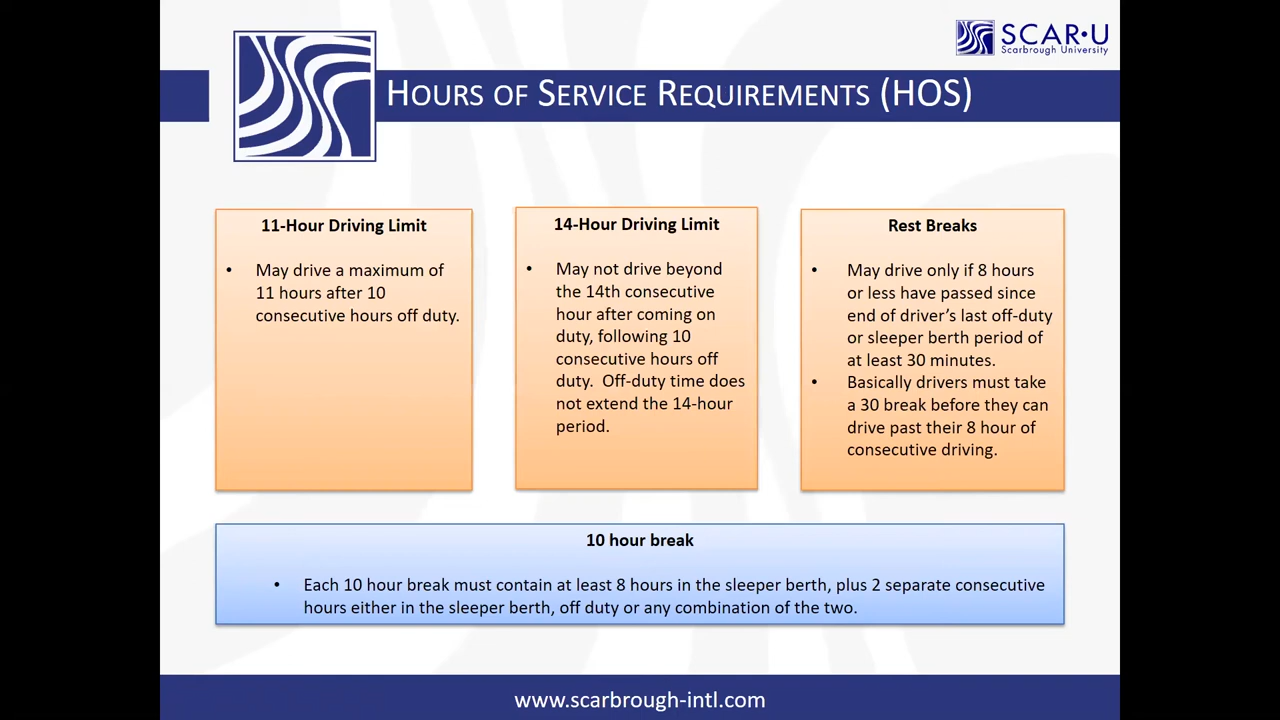 SCAR•U
Scarbrough University
HOURS OF SERVICE REQUIREMENTS (HOS)
11-Hour Driving Limit
• May drive a maximum of
11 hours after 10
consecutive hours off duty.
14-Hour Driving Limit
• May not drive beyond
the 14th consecutive
hour after coming on
duty, following 10
consecutive hours off
duty.  Off-duty time does
not extend the 14-hour
period.
Rest Breaks
• May drive only if 8 hours
or less have passed since
end of driver’s last off-duty
or sleeper berth period of
at least 30 minutes.
• Basically drivers must take
a 30 break before they can
drive past their 8 hour of
consecutive driving.
10 hour break
• Each 10 hour break must contain at least 8 hours in the sleeper berth, plus 2 separate consecutive
hours either in the sleeper berth, off duty or any combination of the two.
www.scarbrough-intl.com